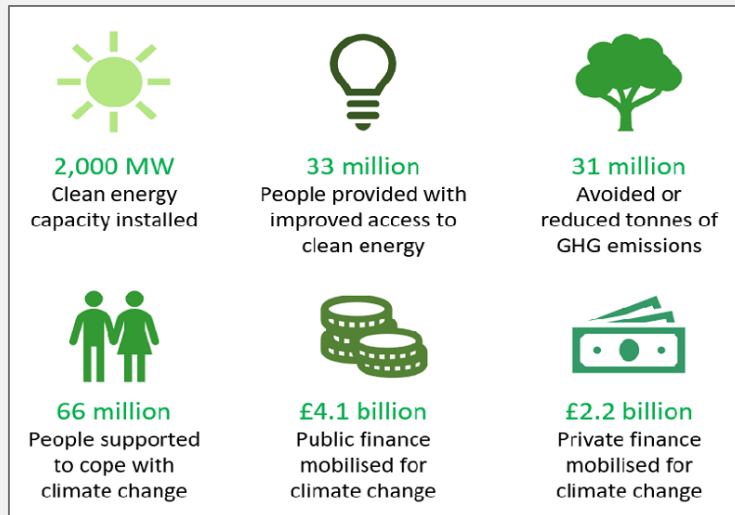 2,000 MW
Clean energy
capacity installed
33 million
People provided with
improved access to
clean energy
31 million
Avoided or
reduced tonnes of
GHG emissions
66 million
People supported
to cope with
climate change
£4.1 billion
Public finance
mobilised for
climate change
£2.2 billion
Private finance
mobilised for
climate change